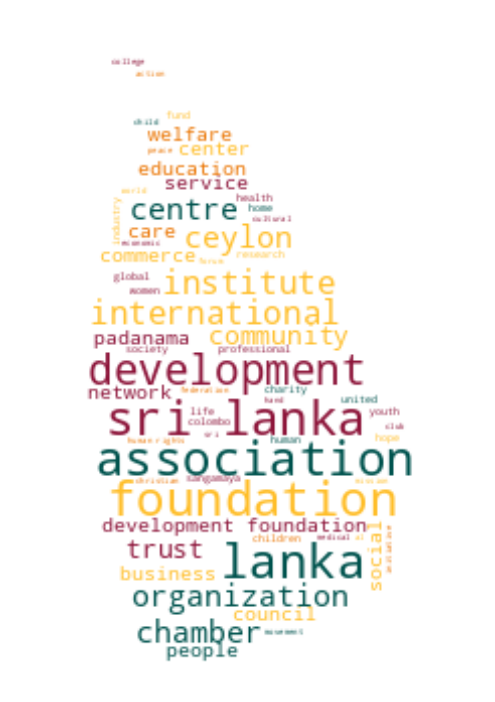 college
action
fund
child
welfare
peace center
education
service
world
health
industry
centre home
cultural
care ceylon
economic
commerce research
forum
global institute
women
international
padanama community
society professional
development
network federation charity
hand united
sri lanka
life youth
colombo club
sri
human rights human hope
association
christian sangamaya mission
foundation
development foundation
children medical
social
initiative
trust lanka
business
organization
council
chamber movement
people